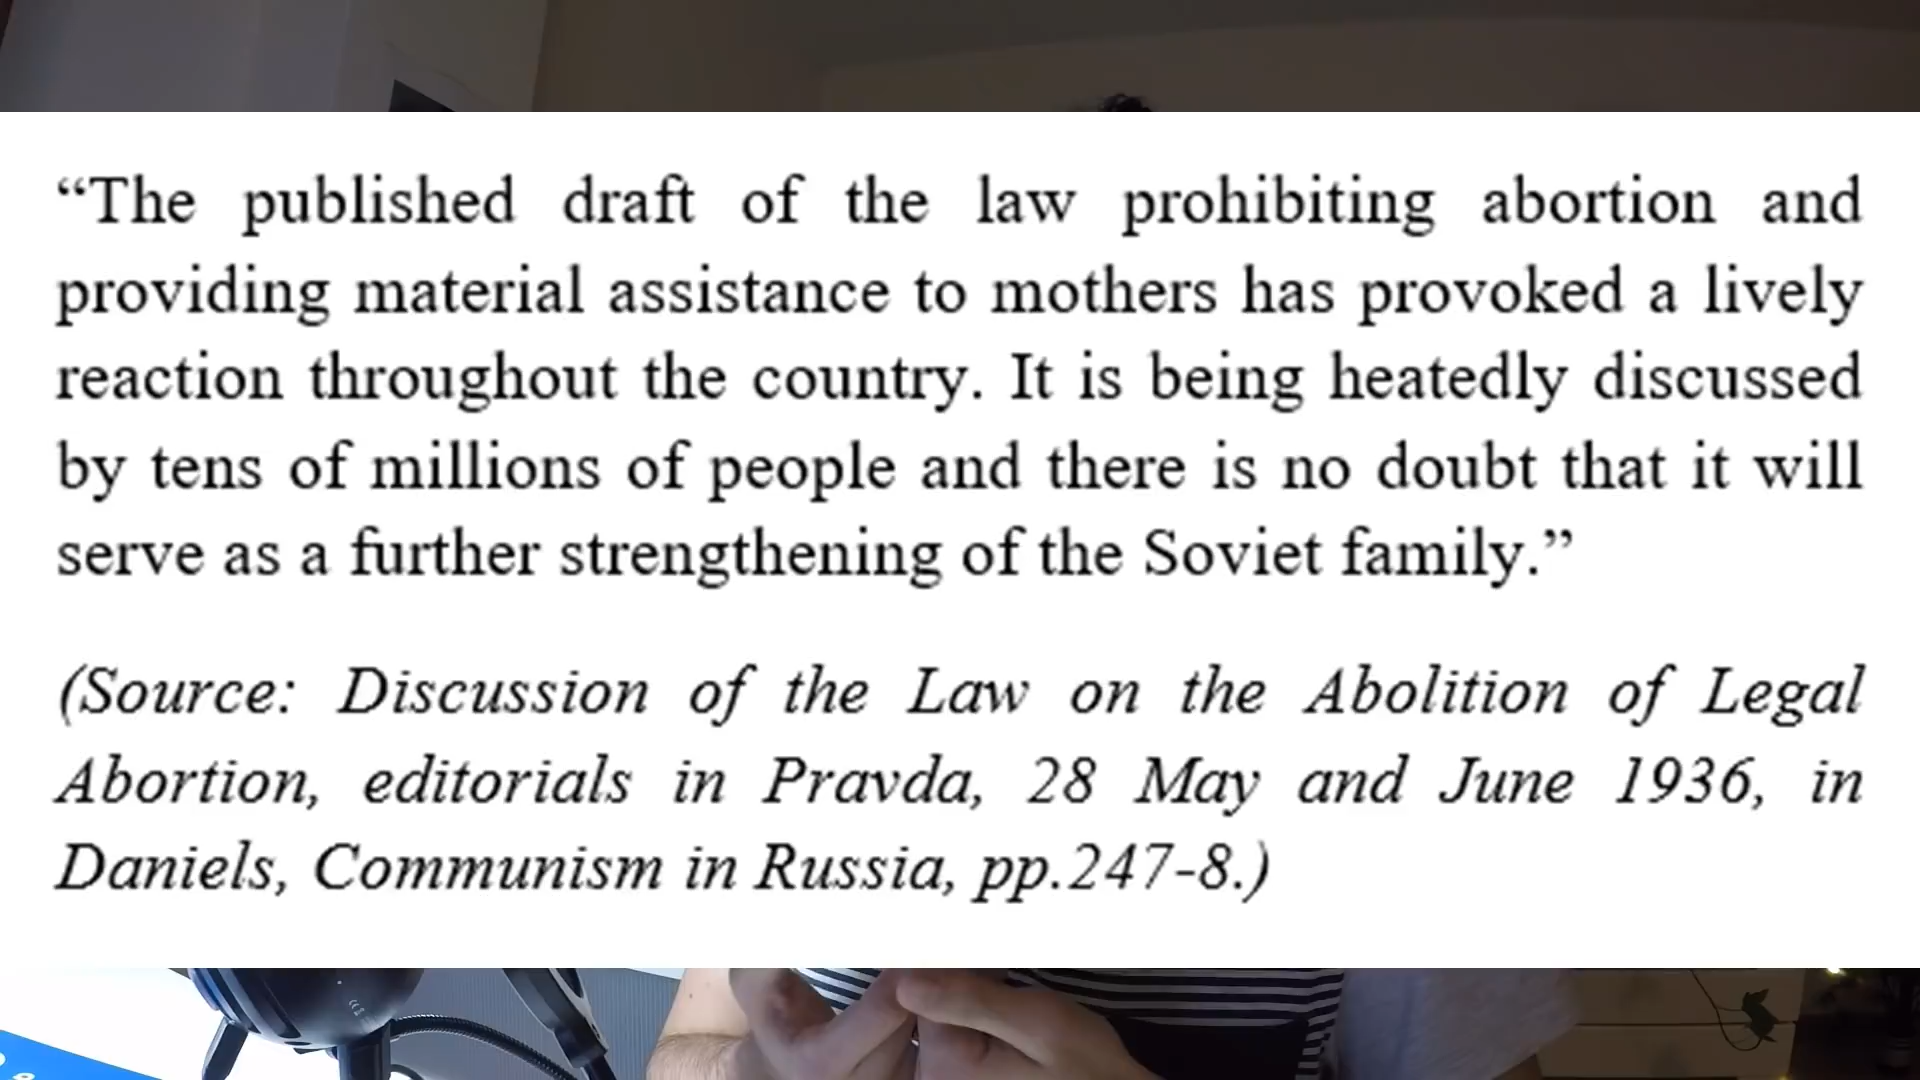 “The published draft of the law prohibiting abortion and
providing material assistance to mothers has provoked a lively
reaction throughout the country. It is being heatedly discussed
by tens of millions of people and there is no doubt that it will
serve as a further strengthening of the Soviet family.”
(Source: Discussion of the Law on the Abolition of Legal
Abortion, editorials in Pravda, 28 May and June 1936, in
Daniels, Communism in Russia, pp.247-8.)